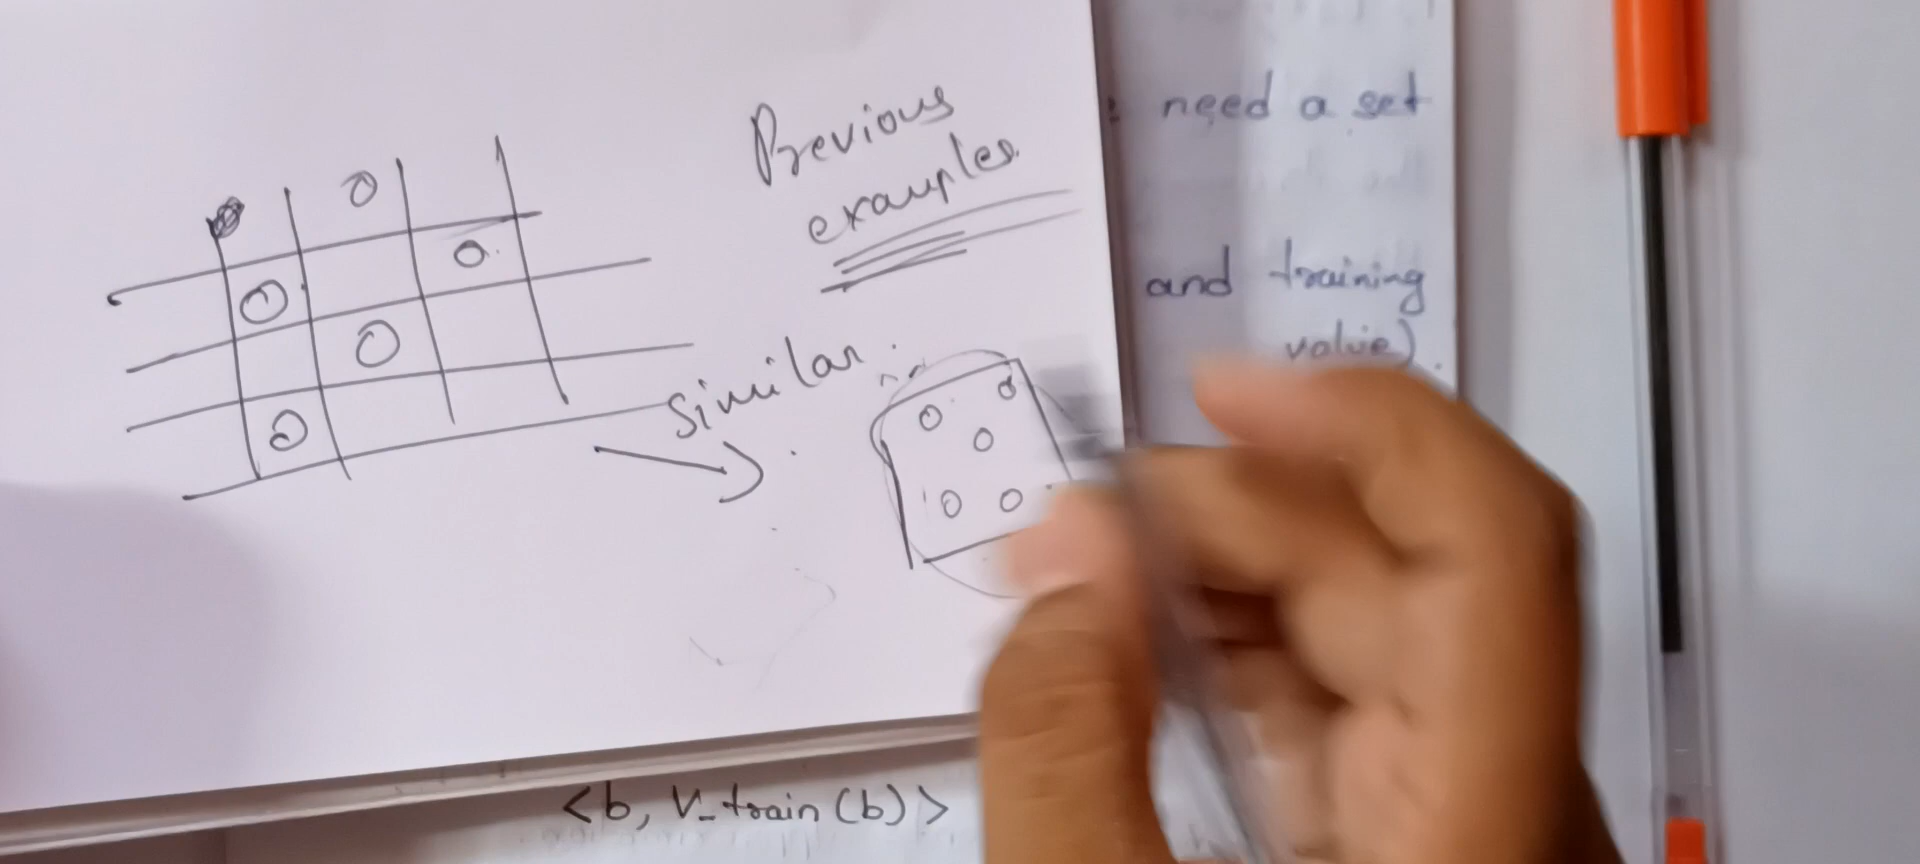 Previous
examples.
: need a set
and training
value).
Similar
<b, V_train(b)>